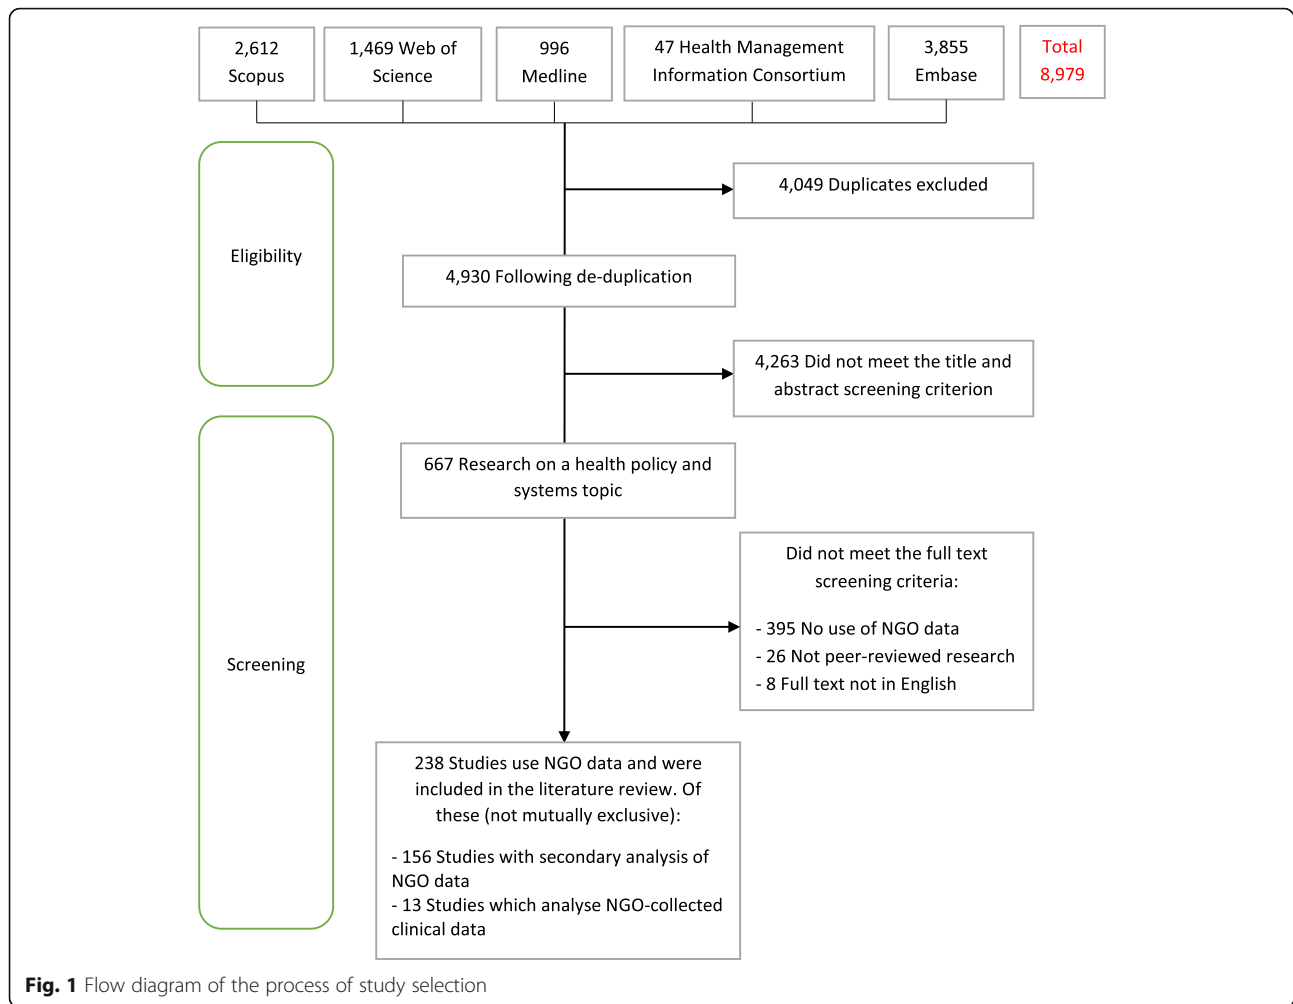 2,612
Scopus
1,469 Web of
Science
996
Medline
47 Health Management
Information Consortium
3,855
Embase
Total
8,979
4,049 Duplicates excluded
Eligibility
4,930 Following de-duplication
4,263 Did not meet the title and
abstract screening criterion
667 Research on a health policy and
systems topic
Did not meet the full text
screening criteria:
- 395 No use of NGO data
- 26 Not peer-reviewed research
- 8 Full text not in English
Screening
238 Studies use NGO data and were
included in the literature review. Of
these (not mutually exclusive):
- 156 Studies with secondary analysis of
NGO data
- 13 Studies which analyse NGO-collected
clinical data
Fig. 1 Flow diagram of the process of study selection